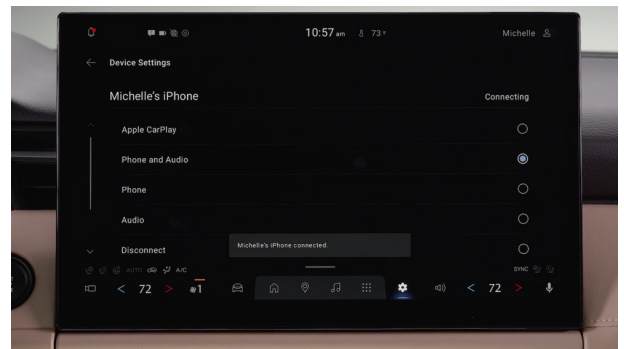 10:57 am 73° Michelle
Device Settings
Michelle's iPhone Connecting
Apple CarPlay
Phone and Audio
Phone
Audio
Michelle's iPhone connected.
Disconnect
AUTO A/C SYNC
< 72 > 1 < 72 >